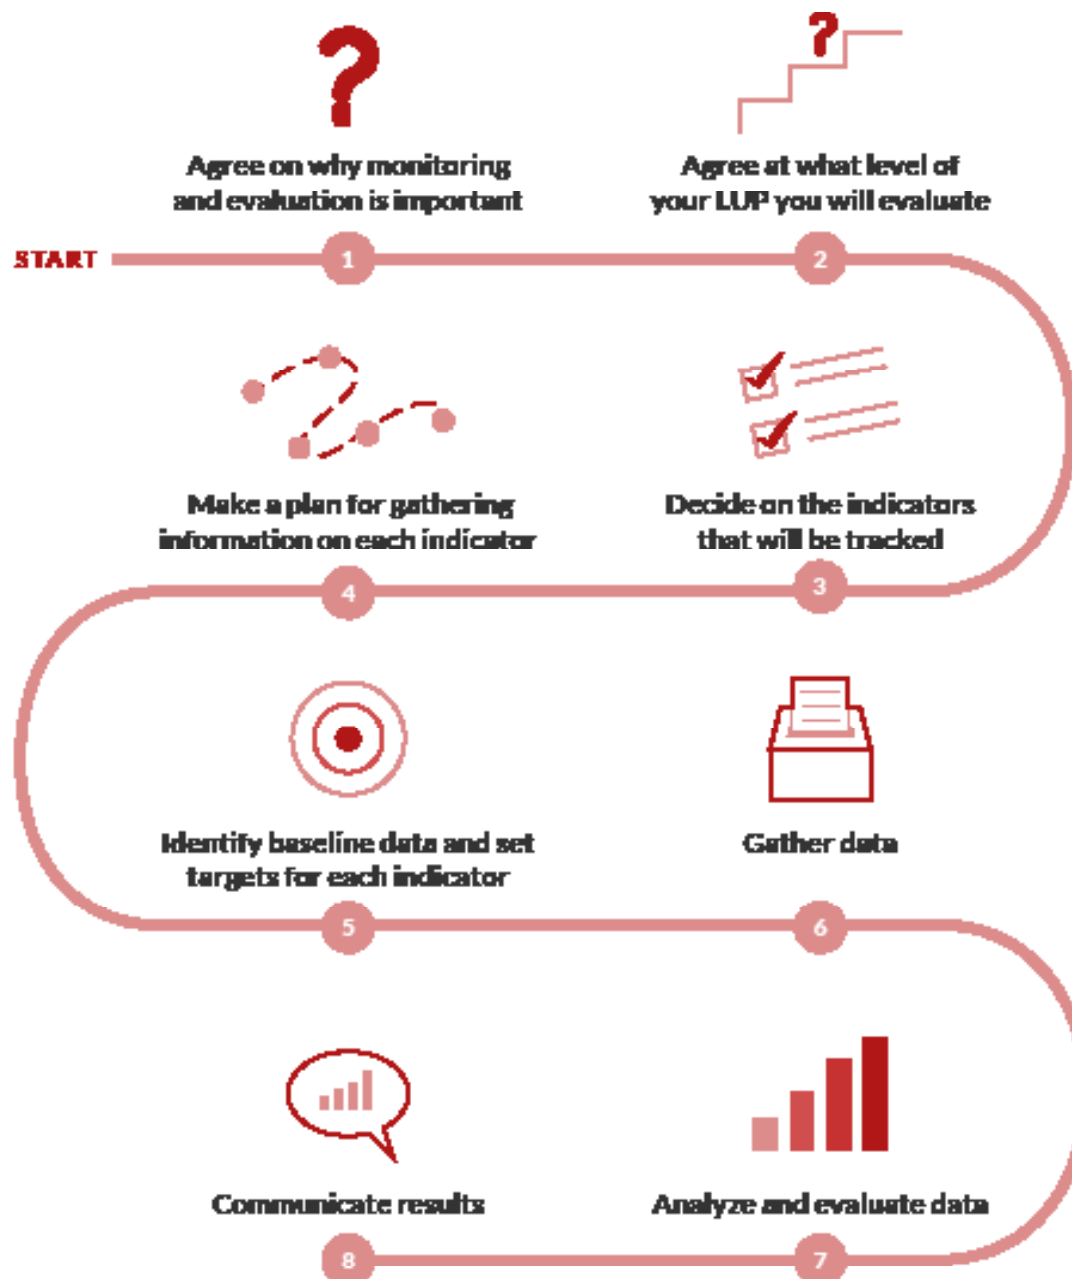 ?
?
Agree on why monitoring
and evaluation is important
Agree at what level of
your LUP you will evaluate
START
1
2
Decide on the indicators
that will be tracked
3
Make a plan for gathering
information on each indicator
4
Identify baseline data and set
targets for each indicator
5
Gather data
6
Analyze and evaluate data
7
Communicate results
8